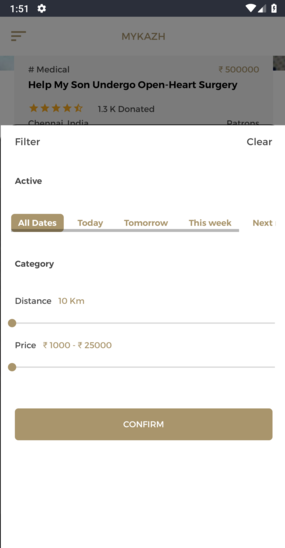 1:51
MYKAZH
# Medical ₹ 500000
Help My Son Undergo Open-Heart Surgery
1.3 K Donated
Chennai, India Patrons
Filter Clear
Active
All Dates Today Tomorrow This week Next
Category
Distance 10 Km
Price ₹ 1000 - ₹ 25000
CONFIRM